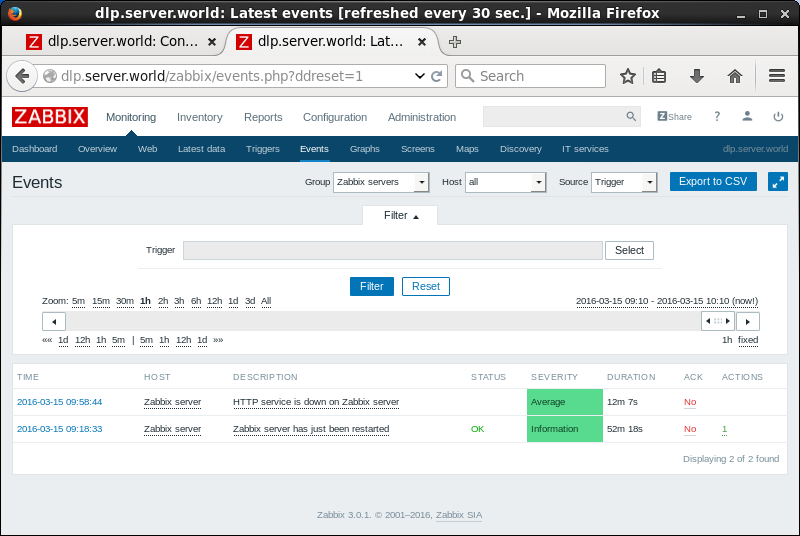 dlp.server.world: Latest events [refreshed every 30 sec.] - Mozilla Firefox
Z dlp.server.world: Con... Z dlp.server.world: Lat...
dlp.server.world/zabbix/events.php?ddreset=1 Search
ZABBIX Monitoring Inventory Reports Configuration Administration Z Share ?
Dashboard Overview Web Latest data Triggers Events Graphs Screens Maps Discovery IT services dlp.server.world
Events Group Zabbix servers Host all Source Trigger Export to CSV
Filter
Trigger Select
Filter Reset
Zoom: 5m 15m 30m 1h 2h 3h 6h 12h 1d 3d All 2016-03-15 09:10 - 2016-03-15 10:10 (now!)
«« 1d 12h 1h 5m | 5m 1h 12h 1d »» 1h fixed
TIME HOST DESCRIPTION STATUS SEVERITY DURATION ACK ACTIONS
2016-03-15 09:58:44 Zabbix server HTTP service is down on Zabbix server Average 12m 7s No
2016-03-15 09:18:33 Zabbix server Zabbix server has just been restarted OK Information 52m 18s No 1
Displaying 2 of 2 found
Zabbix 3.0.1. © 2001–2016, Zabbix SIA